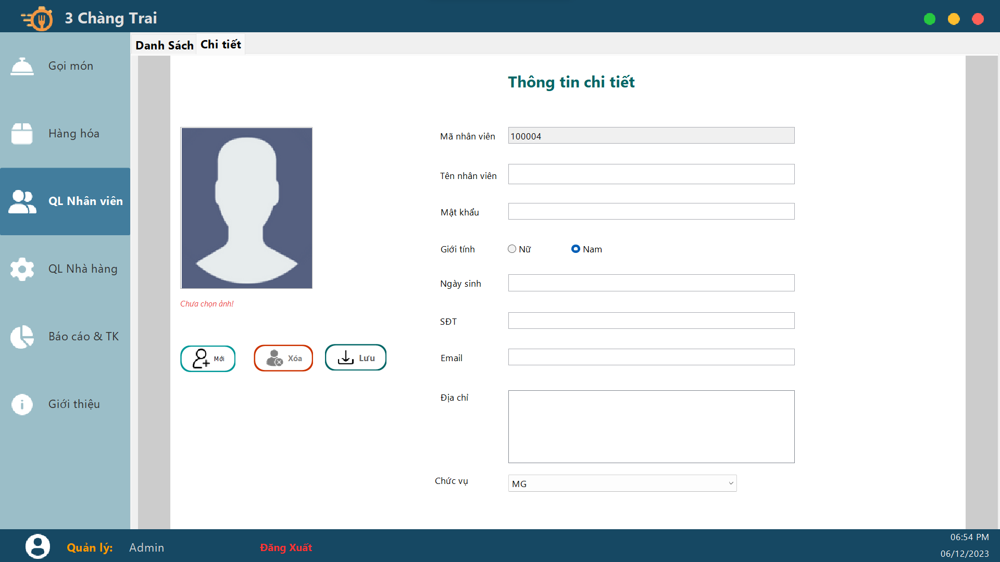 3 Chàng Trai
Danh Sách
Chi tiết
Gọi món
Hàng hóa
QL Nhân viên
QL Nhà hàng
Báo cáo & TK
Giới thiệu
Thông tin chi tiết
Chưa chọn ảnh!
Mới
Xóa
Lưu
Mã nhân viên
100004
Tên nhân viên
Mật khẩu
Giới tính
Nữ
Nam
Ngày sinh
SĐT
Email
Địa chỉ
Chức vụ
MG
Quản lý:
Admin
Đăng Xuất
06:54 PM
06/12/2023